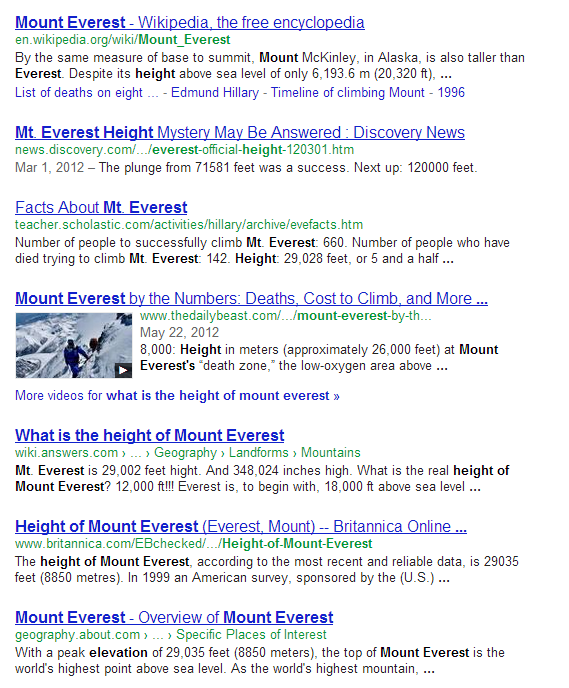 Mount Everest - Wikipedia, the free encyclopedia
en.wikipedia.org/wiki/Mount_Everest
By the same measure of base to summit, Mount McKinley, in Alaska, is also taller than
Everest. Despite its height above sea level of only 6,193.6 m (20,320 ft), ...
List of deaths on eight ... - Edmund Hillary - Timeline of climbing Mount - 1996
Mt. Everest Height Mystery May Be Answered : Discovery News
news.discovery.com/.../everest-official-height-120301.htm
Mar 1, 2012 – The plunge from 71581 feet was a success. Next up: 120000 feet.
Facts About Mt. Everest
teacher.scholastic.com/activities/hillary/archive/evefacts.htm
Number of people to successfully climb Mt. Everest: 660. Number of people who have
died trying to climb Mt. Everest: 142. Height: 29,028 feet, or 5 and a half ...
Mount Everest by the Numbers: Deaths, Cost to Climb, and More ...
www.thedailybeast.com/.../mount-everest-by-th...
May 22, 2012
8,000: Height in meters (approximately 26,000 feet) at Mount
Everest's “death zone,” the low-oxygen area above ...
More videos for what is the height of mount everest »
What is the height of Mount Everest
wiki.answers.com › ... › Geography › Landforms › Mountains
Mt. Everest is 29,002 feet hight. And 348,024 inches high. What is the real height of
Mount Everest? 12,000 ft!!! Everest is, to begin with, 18,000 ft above sea level ...
Height of Mount Everest (Everest, Mount) -- Britannica Online ...
www.britannica.com/EBchecked/.../Height-of-Mount-Everest
The height of Mount Everest, according to the most recent and reliable data, is 29035
feet (8850 metres). In 1999 an American survey, sponsored by the (U.S.) ...
Mount Everest - Overview of Mount Everest
geography.about.com › ... › Specific Places of Interest
With a peak elevation of 29,035 feet (8850 meters), the top of Mount Everest is the
world's highest point above sea level. As the world's highest mountain, ...